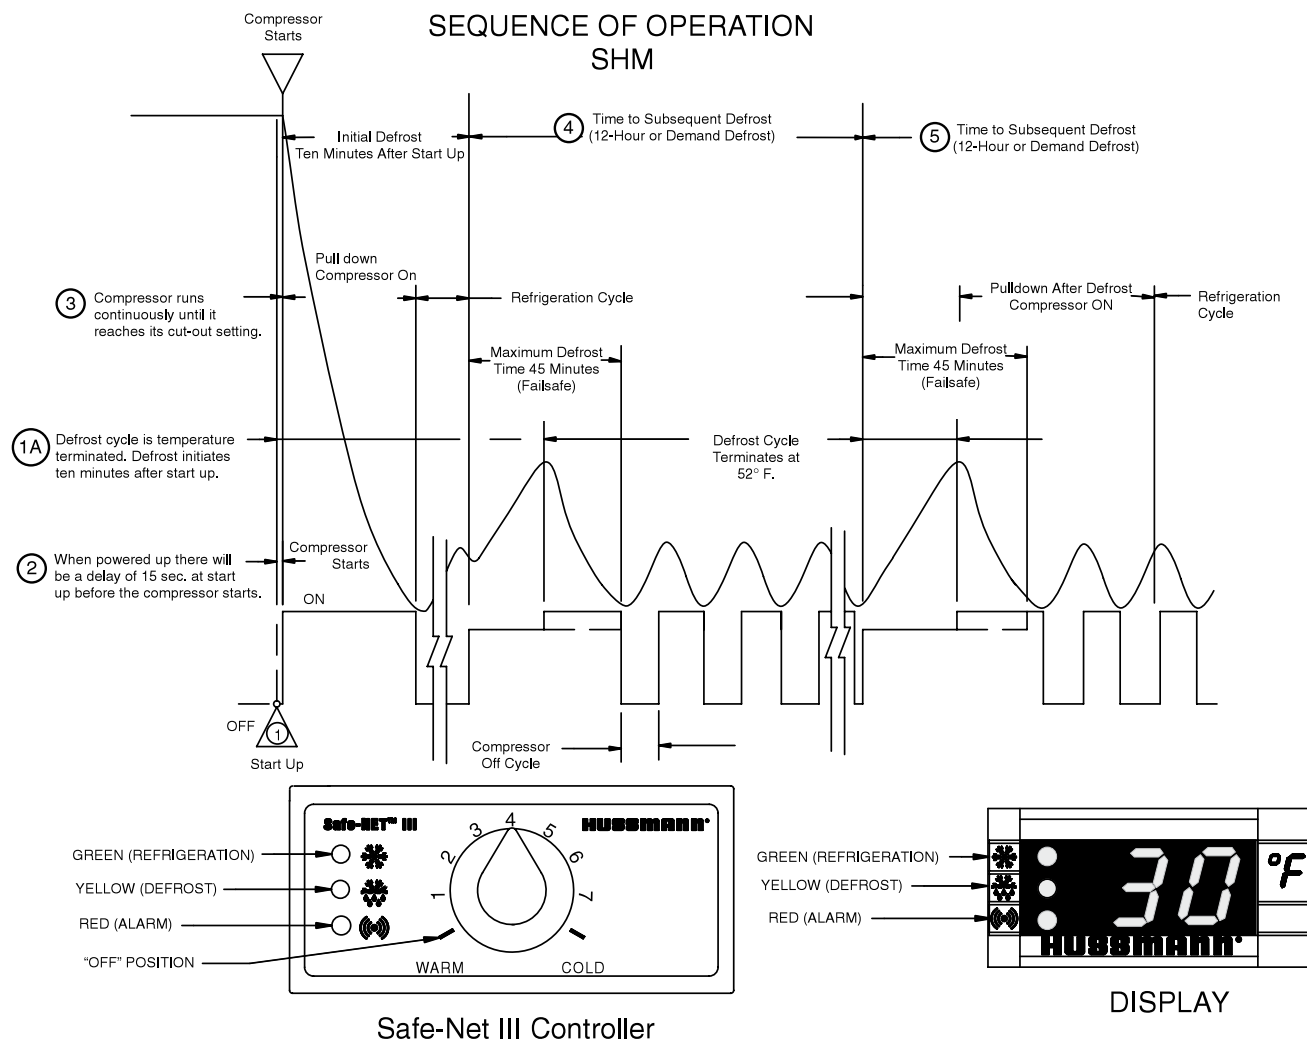 SEQUENCE OF OPERATION
SHM
Compressor
Starts
Initial Defrost
Ten Minutes After Start Up
4
Time to Subsequent Defrost
(12-Hour or Demand Defrost)
5
Time to Subsequent Defrost
(12-Hour or Demand Defrost)
Pull down
Compressor On
3
Compressor runs
continuously until it
reaches its cut-out setting.
Refrigeration Cycle
Pulldown After Defrost
Compressor ON
Refrigeration
Cycle
Maximum Defrost
Time 45 Minutes
(Failsafe)
Maximum Defrost
Time 45 Minutes
(Failsafe)
1A
Defrost cycle is temperature
terminated. Defrost initiates
ten minutes after start up.
Defrost Cycle
Terminates at
52° F.
2
When powered up there will
be a delay of 15 sec. at start
up before the compressor starts.
Compressor
Starts
ON
OFF
1
Start Up
Compressor
Off Cycle
Safe-NET™ III
HUSSMANN®
GREEN (REFRIGERATION)
YELLOW (DEFROST)
RED (ALARM)
"OFF" POSITION
1
2
3
4
5
6
7
WARM
COLD
Safe-Net III Controller
GREEN (REFRIGERATION)
YELLOW (DEFROST)
RED (ALARM)
30
°F
HUSSMANN®
DISPLAY